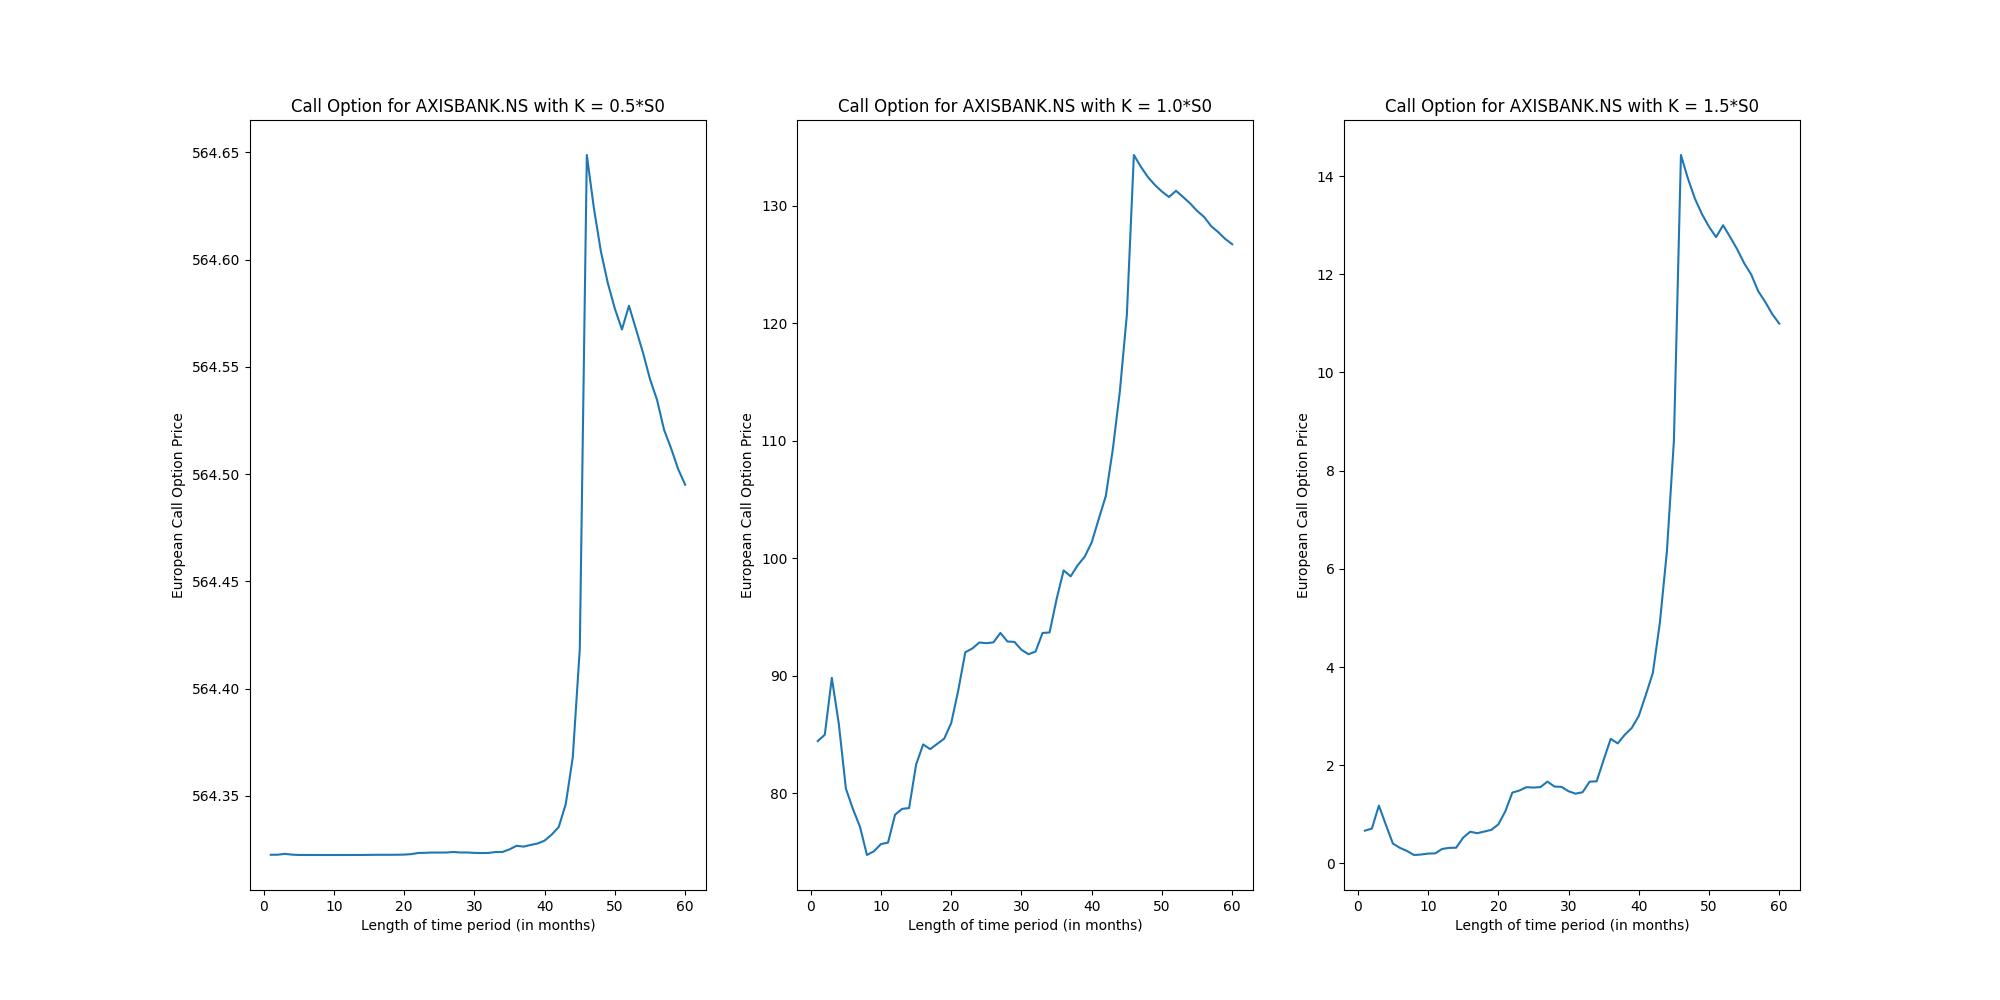 Call Option for AXISBANK.NS with K = 0.5*S0
564.65
564.60
564.55
564.50
564.45
564.40
564.35
European Call Option Price
0 10 20 30 40 50 60
Length of time period (in months)
Call Option for AXISBANK.NS with K = 1.0*S0
130
120
110
100
90
80
European Call Option Price
0 10 20 30 40 50 60
Length of time period (in months)
Call Option for AXISBANK.NS with K = 1.5*S0
14
12
10
8
6
4
2
0
European Call Option Price
0 10 20 30 40 50 60
Length of time period (in months)